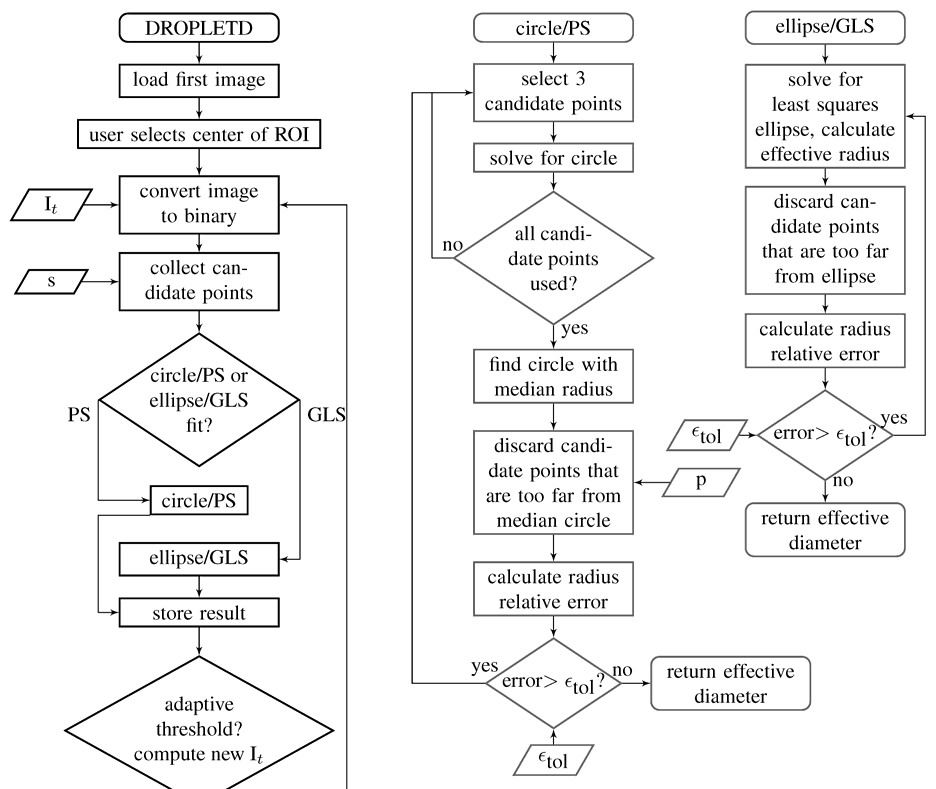 DROPLETD
load first image
user selects center of ROI
I_t
convert image
to binary
s
collect can-
didate points
circle/PS or
ellipse/GLS
fit?
PS
GLS
circle/PS
ellipse/GLS
store result
adaptive
threshold?
compute new I_t
circle/PS
select 3
candidate points
solve for circle
all candi-
date points
used?
no
yes
find circle with
median radius
discard candi-
date points that
are too far from
median circle
p
calculate radius
relative error
error> ϵ_tol?
yes
no
return effective
diameter
ϵ_tol
ellipse/GLS
solve for
least squares
ellipse, calculate
effective radius
discard can-
didate points
that are too far
from ellipse
calculate radius
relative error
ϵ_tol
error> ϵ_tol?
yes
no
return effective
diameter